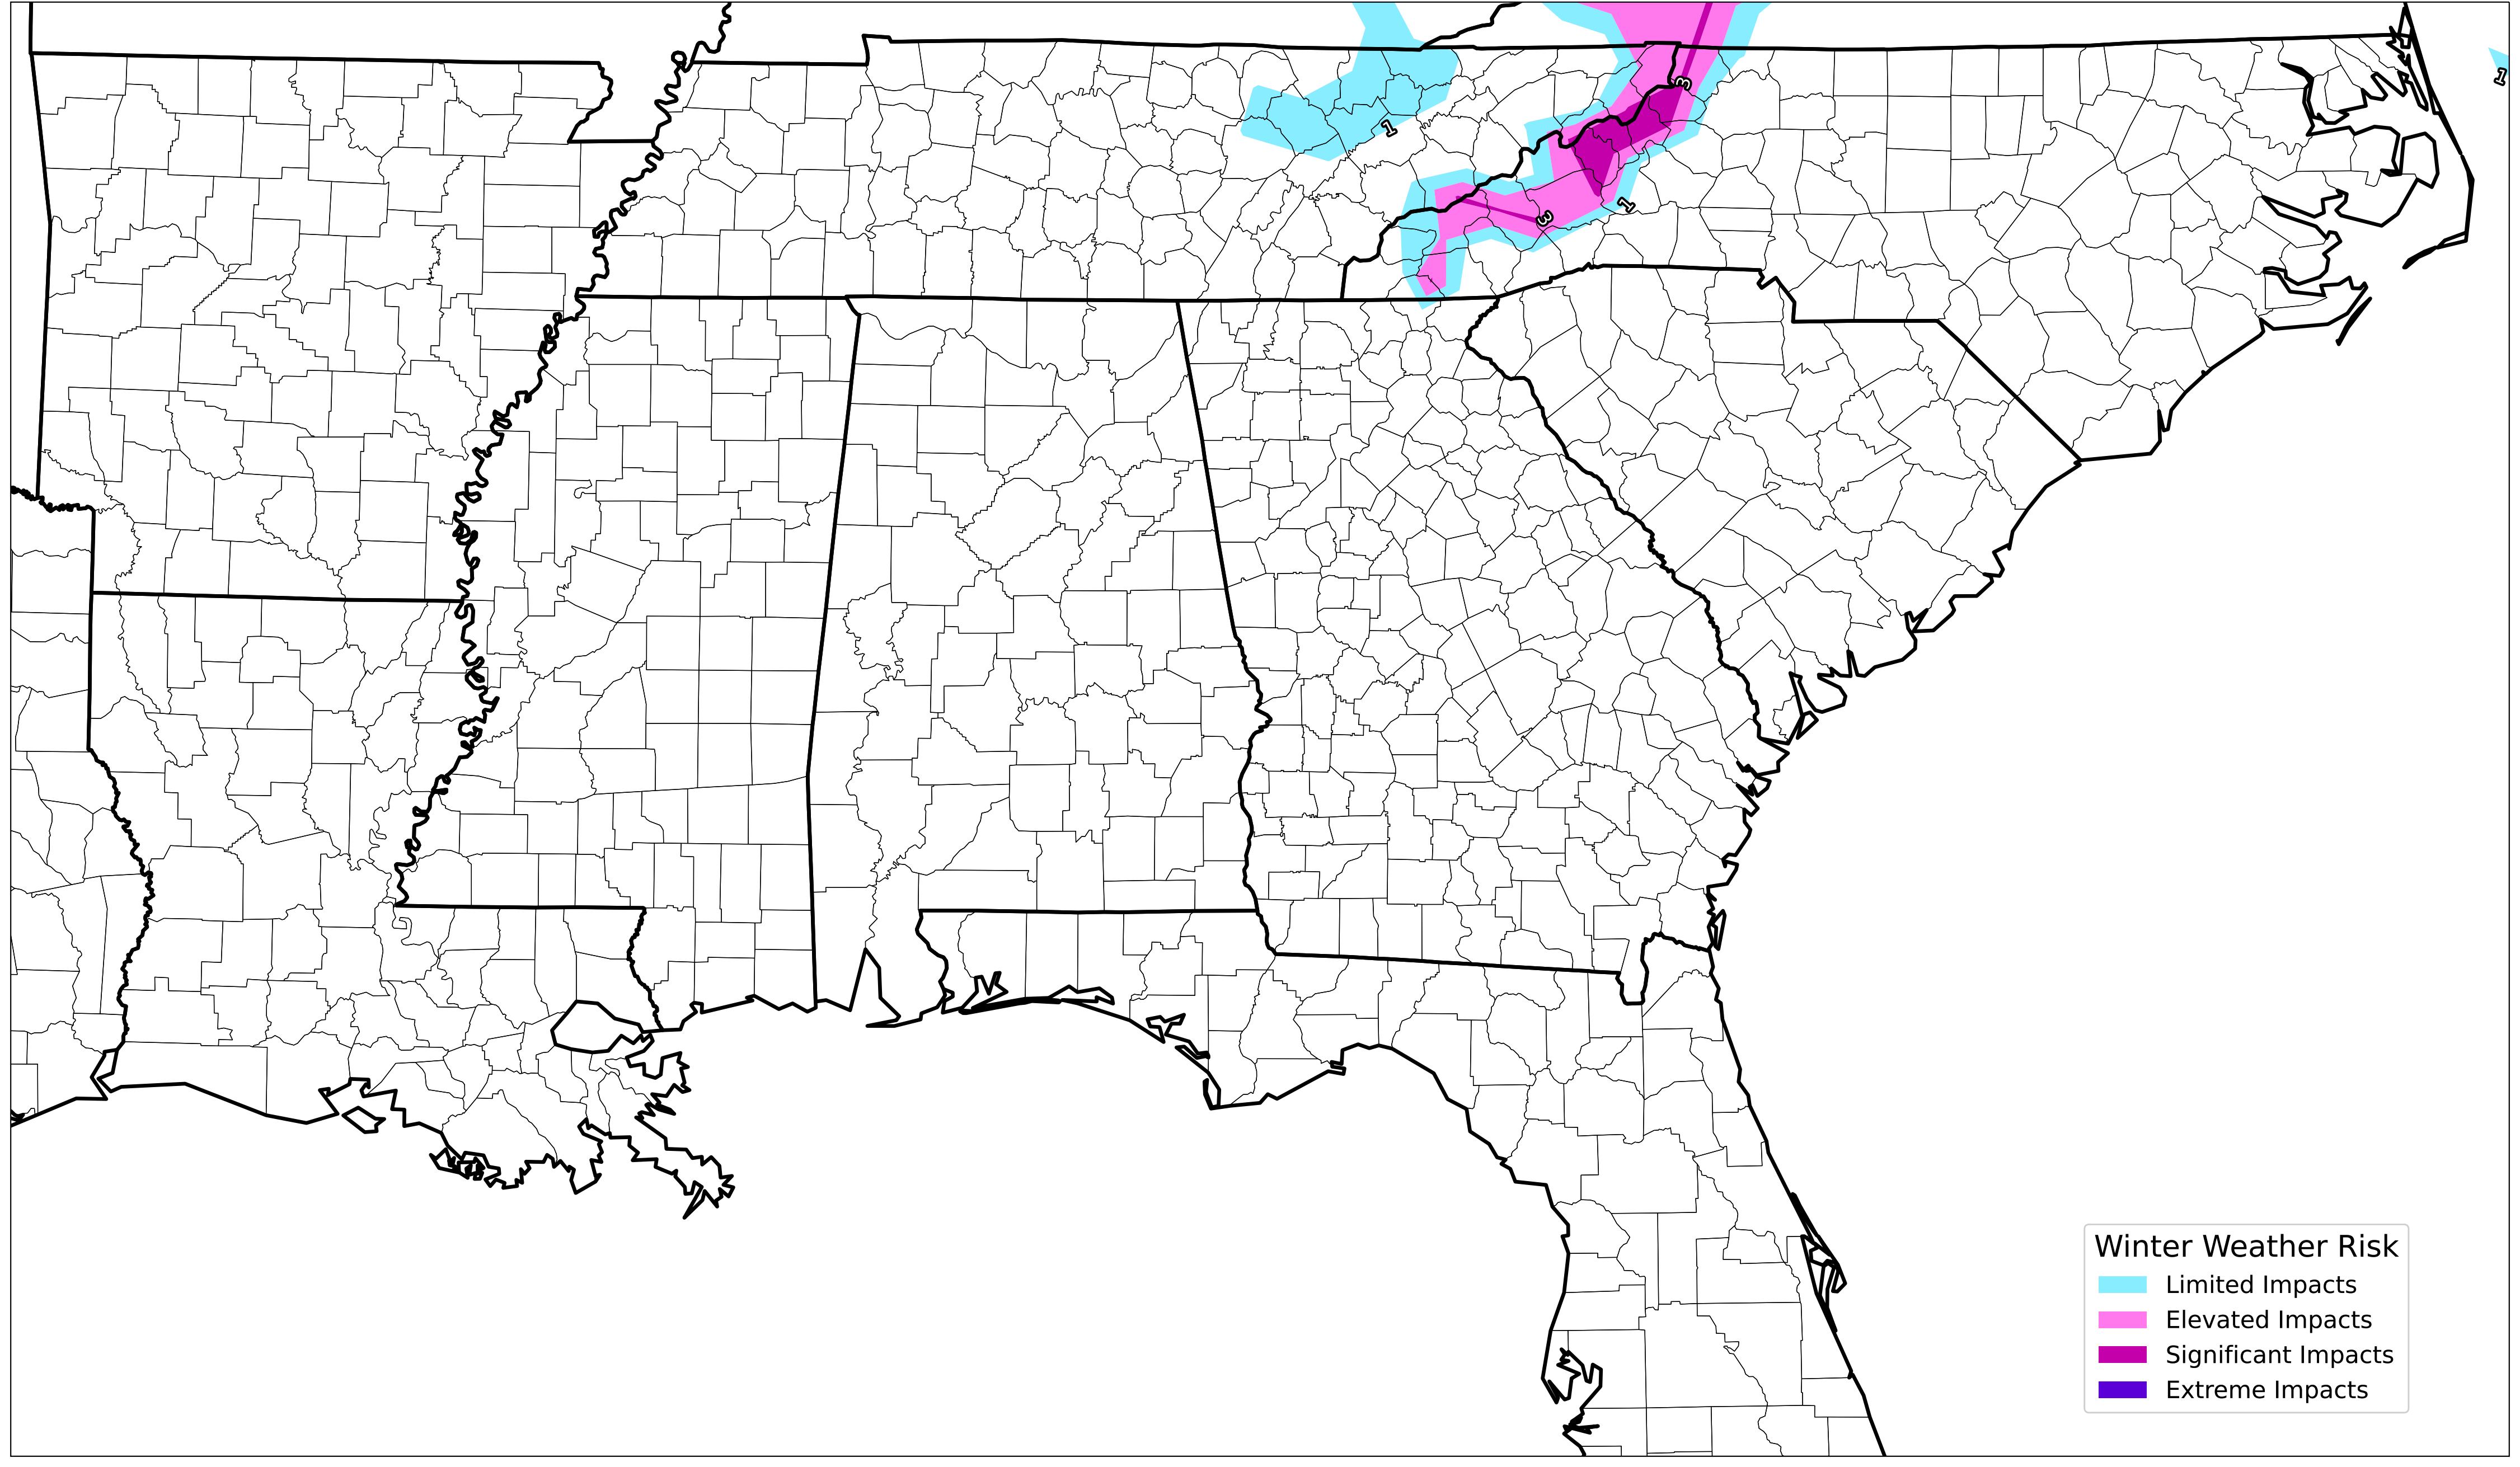 1
3
1
1
3
Winter Weather Risk
Limited Impacts
Elevated Impacts
Significant Impacts
Extreme Impacts